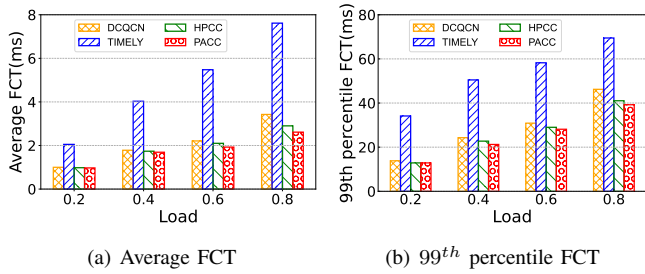 8
6
4
2
0
Average FCT(ms)
DCQCN
TIMELY
HPCC
PACC
0.2 0.4 0.6 0.8
Load
(a) Average FCT
80
60
40
20
0
99th percentile FCT(ms)
DCQCN
TIMELY
HPCC
PACC
0.2 0.4 0.6 0.8
Load
(b) 99th percentile FCT